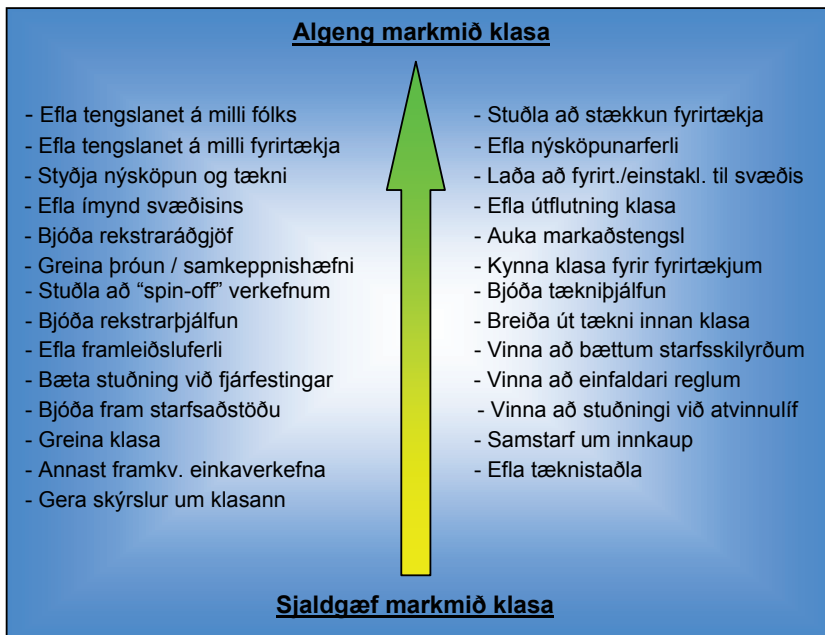 Algeng markmið klasa
- Efla tengslanet á milli fólks
- Efla tengslanet á milli fyrirtækja
- Styðja nýsköpun og tækni
- Efla ímynd svæðisins
- Bjóða rekstraráðgjöf
- Greina þróun / samkeppnishæfni
- Stuðla að “spin-off” verkefnum
- Bjóða rekstrarþjálfun
- Efla framleiðsluferli
- Bæta stuðning við fjárfestingar
- Bjóða fram starfsaðstöðu
- Greina klasa
- Annast framkv. einkaverkefna
- Gera skýrslur um klasann
- Stuðla að stækkun fyrirtækja
- Efla nýsköpunarferli
- Laða að fyrirt./einstakl. til svæðis
- Efla útflutning klasa
- Auka markaðstengsl
- Kynna klasa fyrir fyrirtækjum
- Bjóða tækniþjálfun
- Breiða út tækni innan klasa
- Vinna að bættum starfsskilyrðum
- Vinna að einfaldari reglum
- Vinna að stuðningi við atvinnulíf
- Samstarf um innkaup
- Efla tæknistaðla
Sjaldgæf markmið klasa